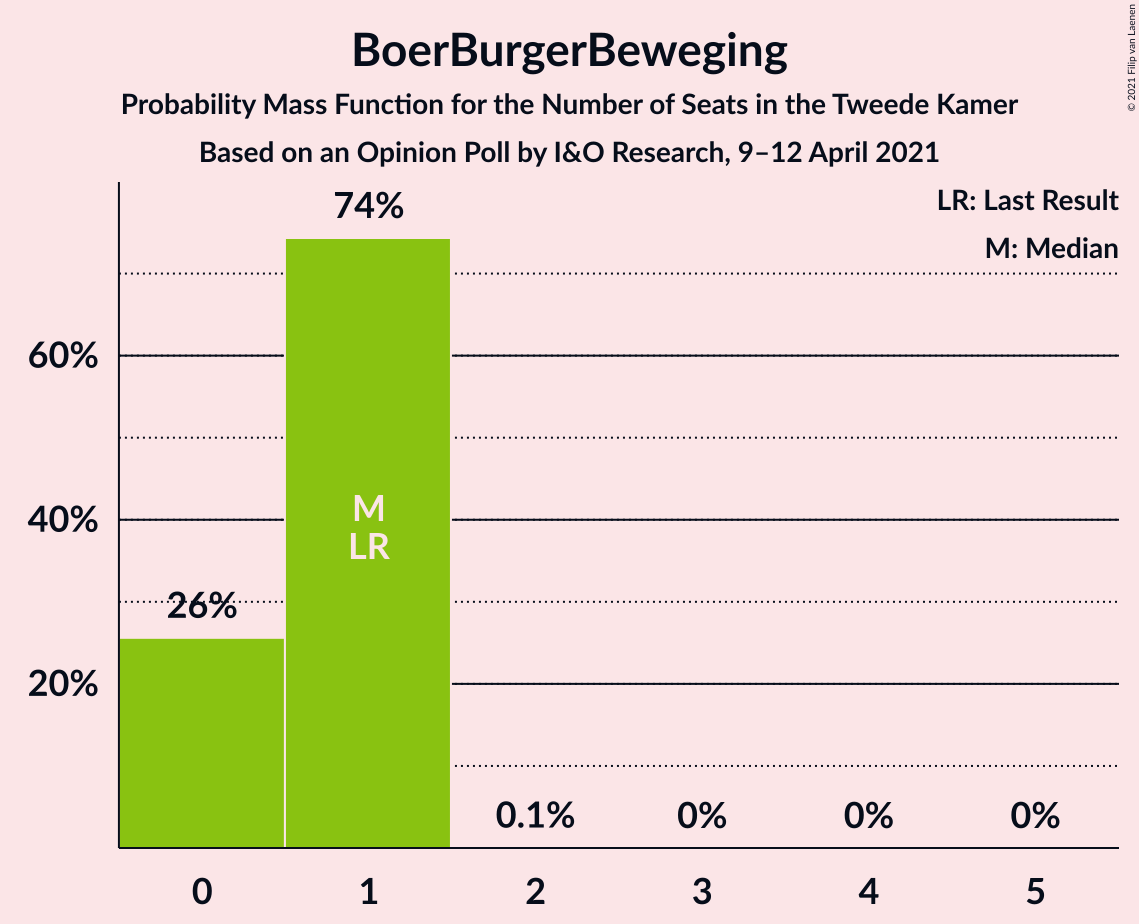 © 2021 Filip van Laenen
BoerBurgerBeweging
Probability Mass Function for the Number of Seats in the Tweede Kamer
Based on an Opinion Poll by I&O Research, 9–12 April 2021
LR: Last Result
M: Median
74%
60%
M
40%
LR
26%
20%
0.1%
0%
0%
0%
0
1
2
3
4
5